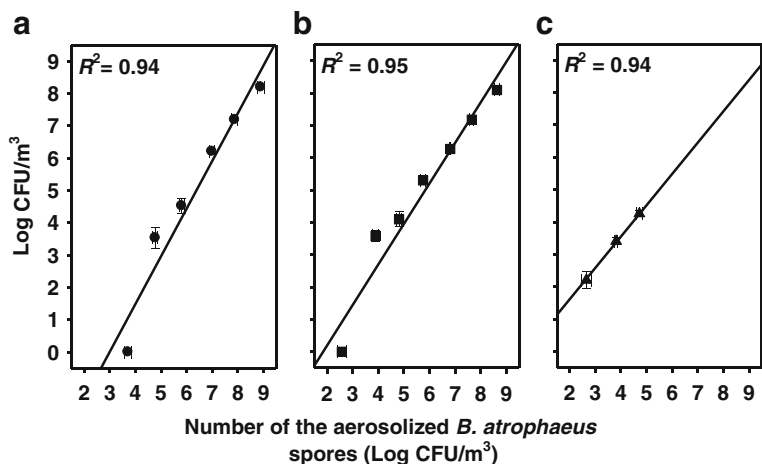 a b c
R² = 0.94 R² = 0.95 R² = 0.94
Log CFU/m³
9
8
7
6
5
4
3
2
1
0
2 3 4 5 6 7 8 9 2 3 4 5 6 7 8 9 2 3 4 5 6 7 8 9
Number of the aerosolized B. atrophaeus
spores (Log CFU/m³)